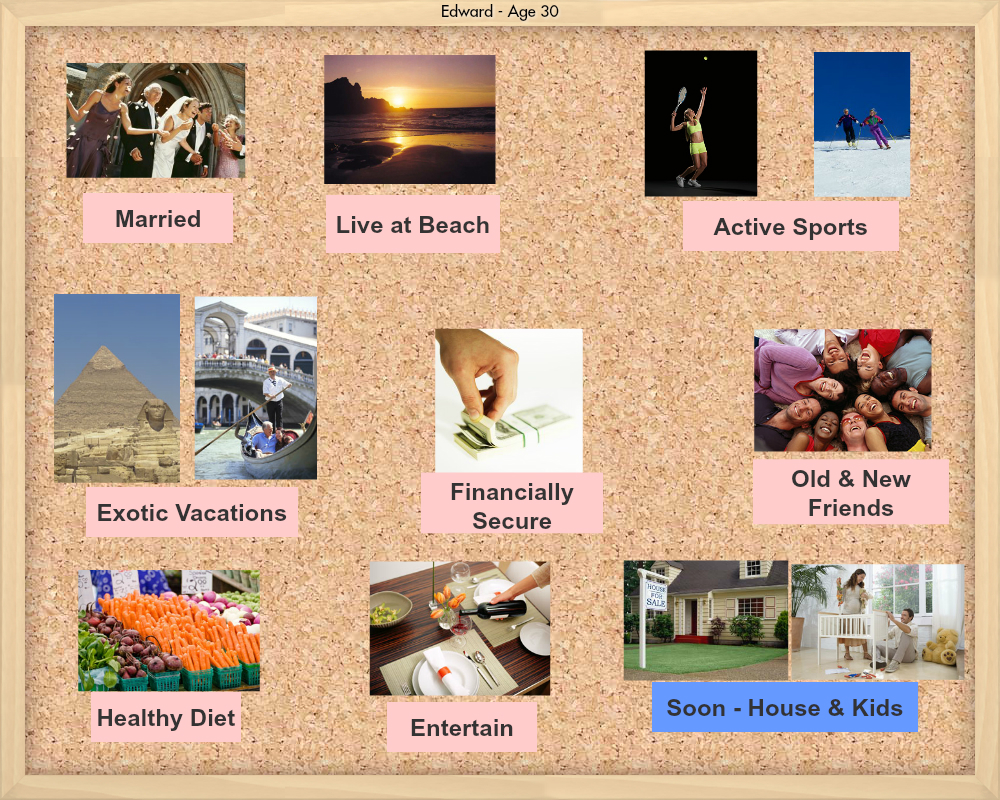 Edward - Age 30
Married
Live at Beach
Active Sports
Exotic Vacations
Financially
Secure
Old & New
Friends
HOUSE
FOR
SALE
Healthy Diet
Entertain
Soon - House & Kids